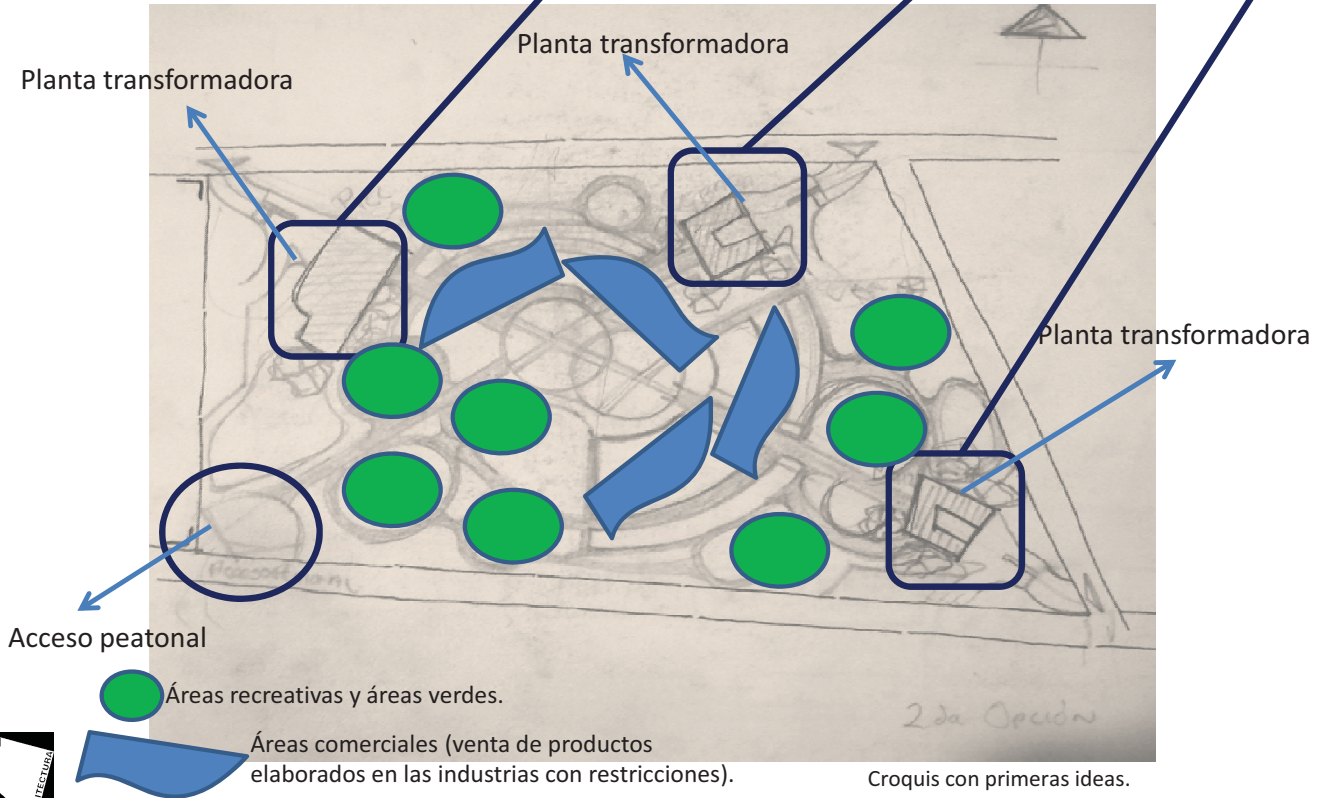 Planta transformadora
Planta transformadora
Planta transformadora
Acceso peatonal
Áreas recreativas y áreas verdes.
Áreas comerciales (venta de productos
elaborados en las industrias con restricciones).
2da Opción
Croquis con primeras ideas.